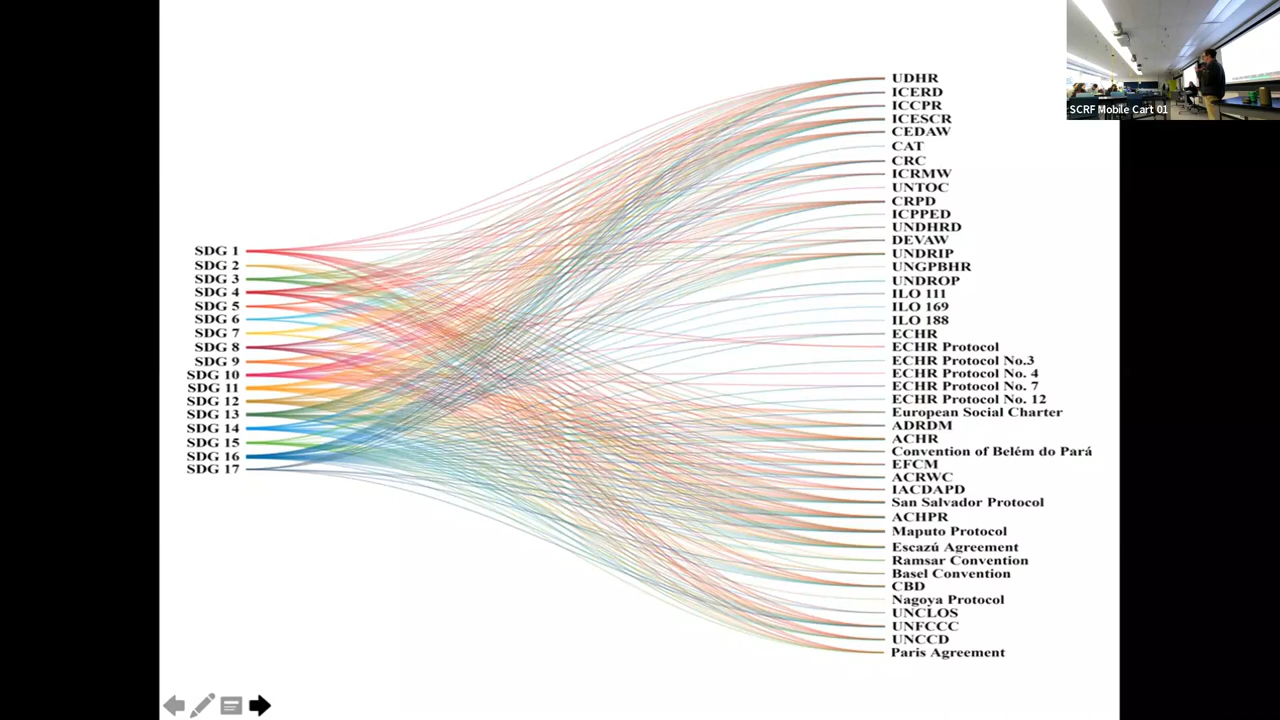 SCRF Mobile Cart 01
SDG 1
SDG 2
SDG 3
SDG 4
SDG 5
SDG 6
SDG 7
SDG 8
SDG 9
SDG 10
SDG 11
SDG 12
SDG 13
SDG 14
SDG 15
SDG 16
SDG 17
UDHR
ICERD
ICCPR
ICESCR
CEDAW
CAT
CRC
ICRMW
UNTOC
CRPD
ICPPED
UNDHRD
DEVAW
UNDRIP
UNGPBHR
UNDROP
ILO 111
ILO 169
ILO 188
ECHR
ECHR Protocol
ECHR Protocol No.3
ECHR Protocol No. 4
ECHR Protocol No. 7
ECHR Protocol No. 12
European Social Charter
ADRDM
ACHR
Convention of Belém do Pará
EFCM
ACRWC
IACDAPD
San Salvador Protocol
ACHPR
Maputo Protocol
Escazú Agreement
Ramsar Convention
Basel Convention
CBD
Nagoya Protocol
UNCLOS
UNFCCC
UNCCD
Paris Agreement